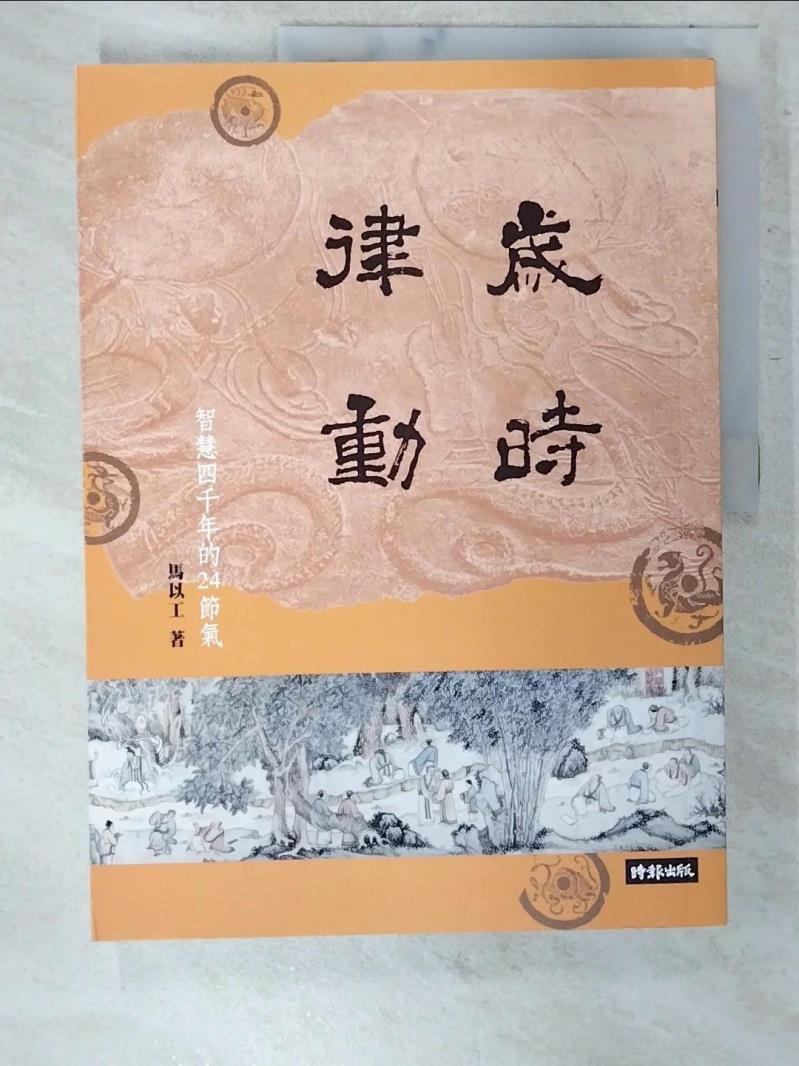 歲時
律動
智慧四千年的24節氣
馬以工 著
時報出版